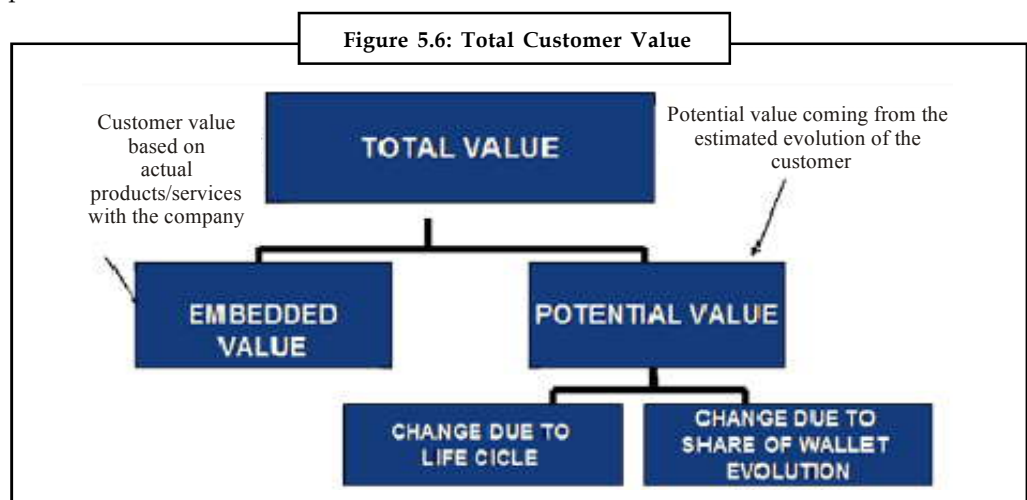 Figure 5.6: Total Customer Value
Customer value
based on
actual
products/services
with the company
TOTAL VALUE
Potential value coming from the
estimated evolution of the
customer
EMBEDDED
VALUE
POTENTIAL VALUE
CHANGE DUE TO
LIFE CICLE
CHANGE DUE TO
SHARE OF WALLET
EVOLUTION